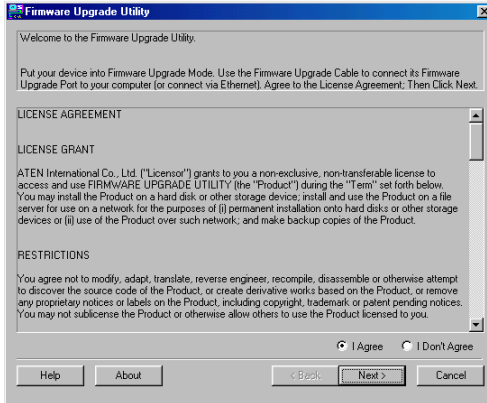 Firmware Upgrade Utility
Welcome to the Firmware Upgrade Utility.
Put your device into Firmware Upgrade Mode. Use the Firmware Upgrade Cable to connect its Firmware
Upgrade Port to your computer (or connect via Ethernet). Agree to the License Agreement; Then Click Next.
LICENSE AGREEMENT
LICENSE GRANT
ATEN International Co., Ltd. ("Licensor") grants to you a non-exclusive, non-transferable license to
access and use FIRMWARE UPGRADE UTILITY (the "Product") during the "Term" set forth below.
You may install the Product on a hard disk or other storage device; install and use the Product on a file
server for use on a network for the purposes of (i) permanent installation onto hard disks or other storage
devices or (ii) use of the Product over such network; and make backup copies of the Product.
RESTRICTIONS
You agree not to modify, adapt, translate, reverse engineer, recompile, disassemble or otherwise attempt
to discover the source code of the Product, or create derivative works based on the Product, or remove
any proprietary notices or labels on the Product, including copyright, trademark or patent pending notices.
You may not sublicense the Product or otherwise allow others to use the Product licensed to you.
I Agree I Don't Agree
Help About < Back Next > Cancel